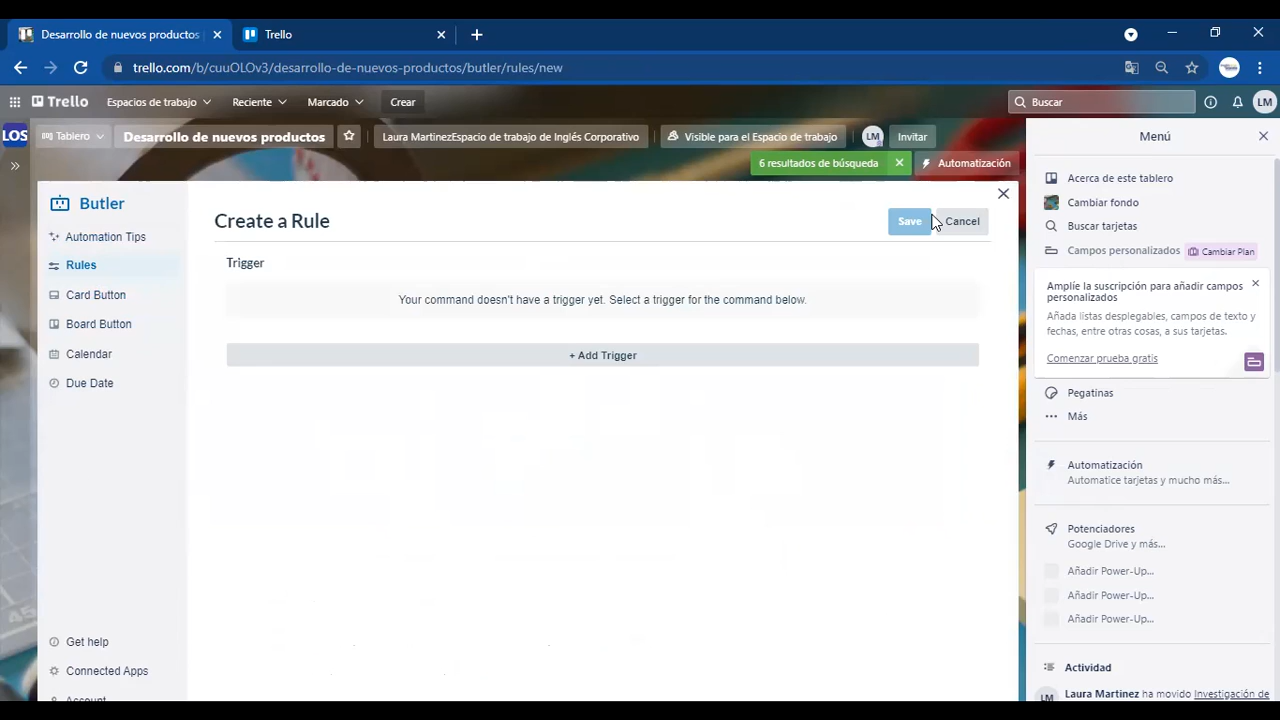 Desarrollo de nuevos productos
Trello
trello.com/b/cuuOLOv3/desarrollo-de-nuevos-productos/butler/rules/new
Trello Espacios de trabajo Reciente Marcado Crear Buscar LM
LOS Tablero Desarrollo de nuevos productos Laura MartinezEspacio de trabajo de Inglés Corporativo Visible para el Espacio de trabajo LM Invitar
6 resultados de búsqueda Automatización
Butler
Automation Tips
Rules
Card Button
Board Button
Calendar
Due Date
Get help
Connected Apps
Account
Create a Rule
Save Cancel
Trigger
Your command doesn't have a trigger yet. Select a trigger for the command below.
+ Add Trigger
Menú
Acerca de este tablero
Cambiar fondo
Buscar tarjetas
Campos personalizados Cambiar Plan
Amplíe la suscripción para añadir campos
personalizados
Añada listas desplegables, campos de texto y
fechas, entre otras cosas, a sus tarjetas.
Comenzar prueba gratis
Pegatinas
Más
Automatización
Automatice tarjetas y mucho más...
Potenciadores
Google Drive y más...
Añadir Power-Up...
Añadir Power-Up...
Añadir Power-Up...
Actividad
LM Laura Martinez ha movido Investigación de